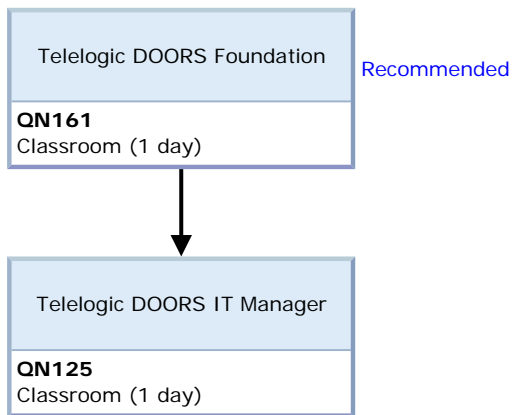 Telelogic DOORS Foundation
Recommended
QN161
Classroom (1 day)
Telelogic DOORS IT Manager
QN125
Classroom (1 day)